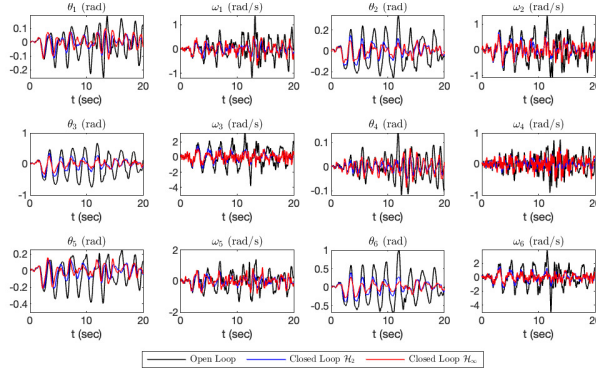 θ₁ (rad) ω₁ (rad/s) θ₂ (rad) ω₂ (rad/s)
0.1 0 -0.1 -0.2 1 0 -1 0.2 0 -0.2 1 0 -1
0 10 20 0 10 20 0 10 20 0 10 20
t (sec) t (sec) t (sec) t (sec)
θ₃ (rad) ω₃ (rad/s) θ₄ (rad) ω₄ (rad/s)
1 0 -1 2 0 -2 -4 0.1 0 -0.1 1 0 -1
0 10 20 0 10 20 0 10 20 0 10 20
t (sec) t (sec) t (sec) t (sec)
θ₅ (rad) ω₅ (rad/s) θ₆ (rad) ω₆ (rad/s)
0.2 0 -0.2 -0.4 2 0 -2 1 0.5 0 -0.5 2 0 -2
0 10 20 0 10 20 0 10 20 0 10 20
t (sec) t (sec) t (sec) t (sec)
Open Loop Closed Loop ℋ₂ Closed Loop ℋ∞